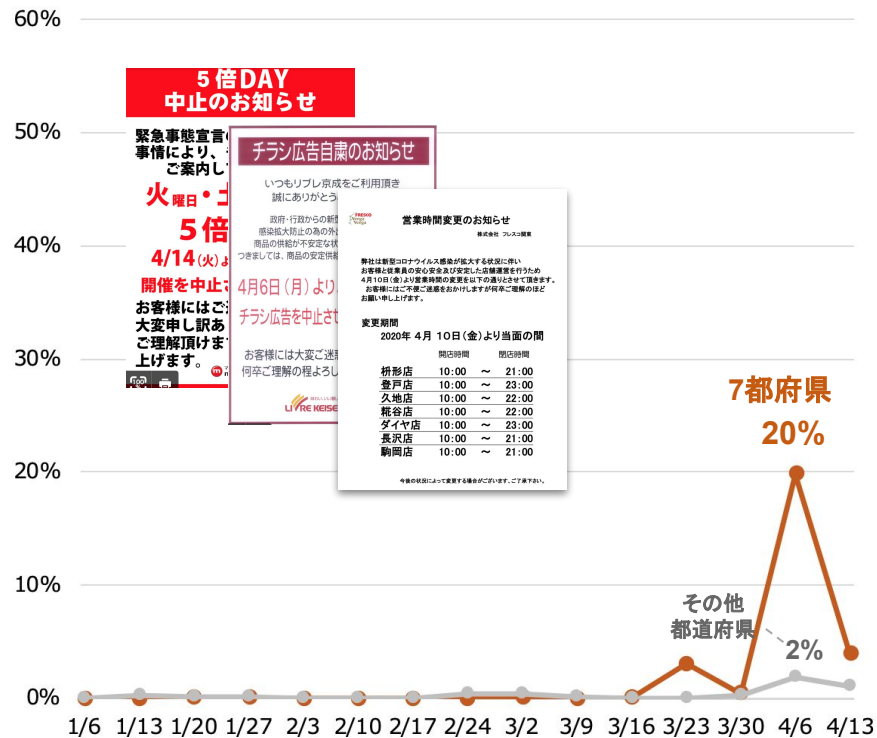 60%
50%
40%
30%
20%
10%
0%
5倍DAY
中止のお知らせ
緊急事態宣言の
事情により、
ご案内し
火曜日・土
5倍
4/14(火)よ
開催を中止さ
お客様にはご
大変申し訳あ
ご理解頂けま
上げます。
チラシ広告自粛のお知らせ
いつもリブレ京成をご利用頂き
誠にありがとう
政府・行政からの新型
感染拡大防止の為の外出
商品の供給が不安定な状
つきましては、商品の安定供給
4月6日(月)より、
チラシ広告を中止させ
お客様には大変ご迷惑
何卒ご理解の程よろし
LIVRE KEISE
FRESCO
営業時間変更のお知らせ
株式会社 フレスコ関東
弊社は新型コロナウイルス感染が拡大する状況に伴い
お客様と従業員の安心安全及び安定した店舗運営を行うため
4月10日(金)より営業時間の変更を以下の通りとさせて頂きます。
お客様にはご不便ご迷惑をおかけしますが何卒ご理解のほど
お願い申し上げます。
変更期間
2020年 4月 10日(金)より当面の間
開店時間 閉店時間
枡形店 10:00 ～ 21:00
登戸店 10:00 ～ 23:00
久地店 10:00 ～ 22:00
糀谷店 10:00 ～ 22:00
ダイヤ店 10:00 ～ 23:00
長沢店 10:00 ～ 21:00
駒岡店 10:00 ～ 21:00
今後の状況によって変更する場合がございます、ご了承下さい。
7都府県
20%
その他
都道府県
2%
1/6 1/13 1/20 1/27 2/3 2/10 2/17 2/24 3/2 3/9 3/16 3/23 3/30 4/6 4/13